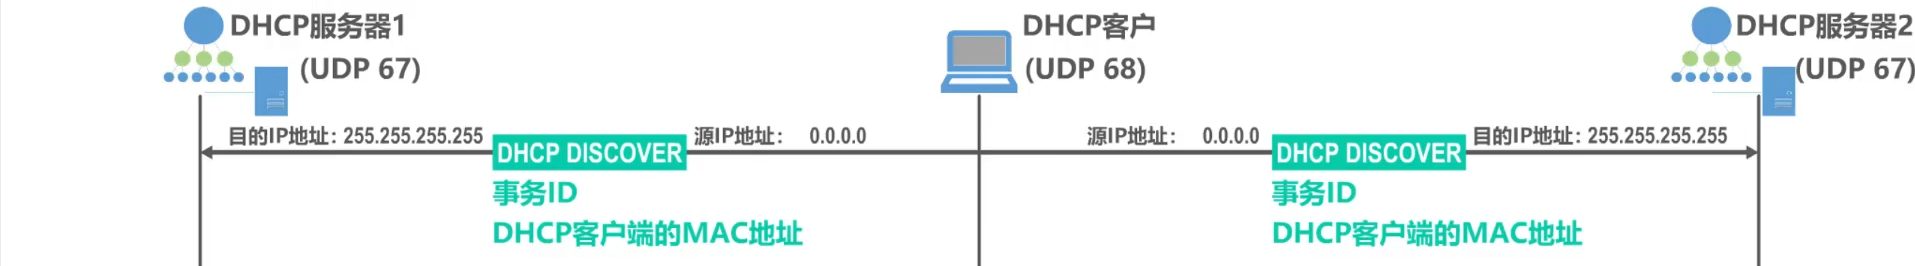 DHCP服务器1
(UDP 67)
DHCP客户
(UDP 68)
DHCP服务器2
(UDP 67)
目的IP地址：255.255.255.255
DHCP DISCOVER
源IP地址： 0.0.0.0
事务ID
DHCP客户端的MAC地址
源IP地址： 0.0.0.0
DHCP DISCOVER
目的IP地址：255.255.255.255
事务ID
DHCP客户端的MAC地址